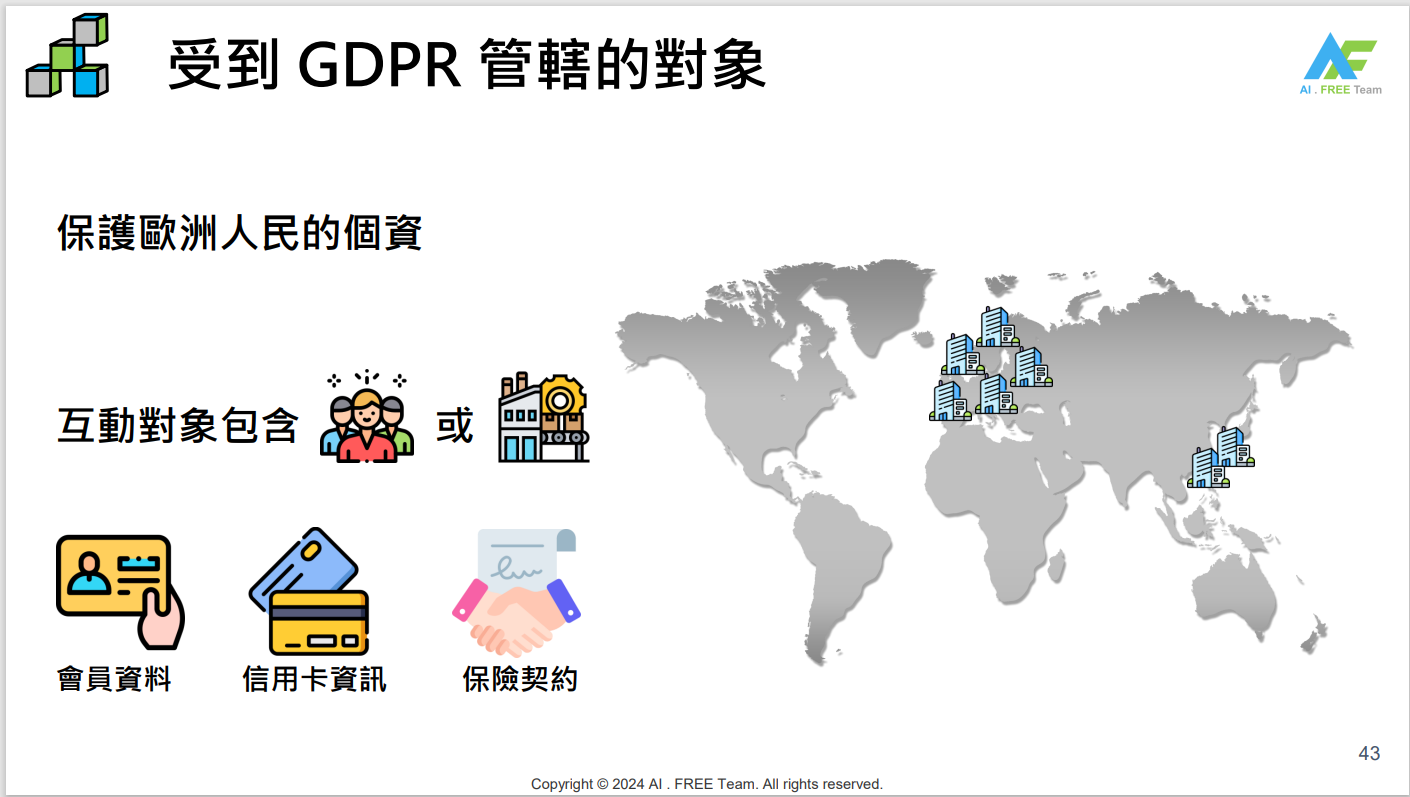 受到 GDPR 管轄的對象
AI . FREE Team
保護歐洲人民的個資
互動對象包含 或
會員資料 信用卡資訊 保險契約
43
Copyright © 2024 AI . FREE Team. All rights reserved.